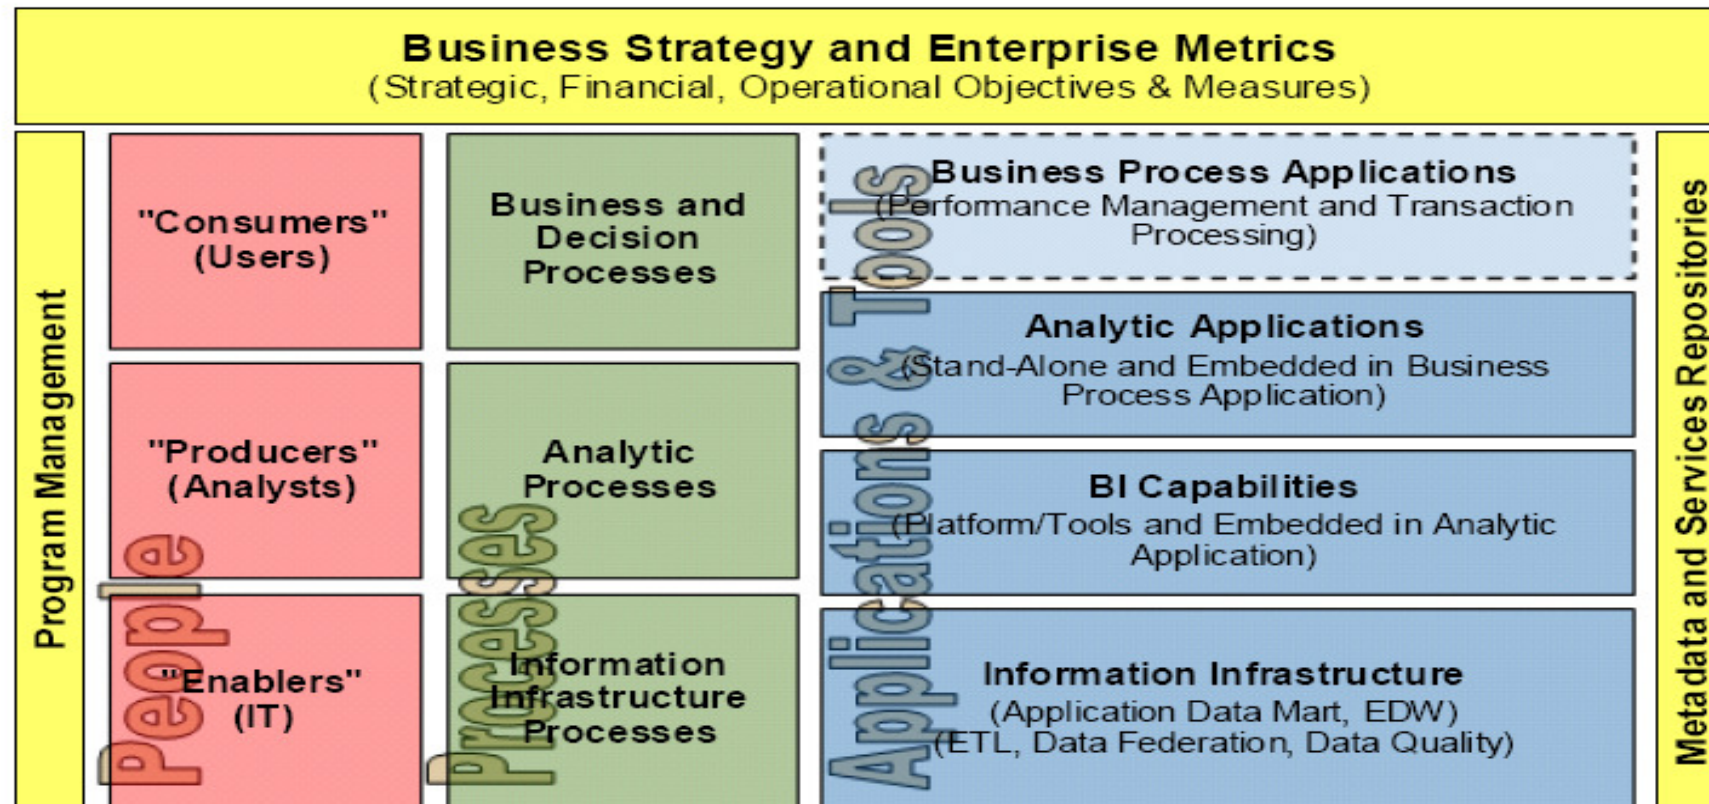 Business Strategy and Enterprise Metrics
(Strategic, Financial, Operational Objectives & Measures)
Program Management
"Consumers"
(Users)
"Producers"
(Analysts)
"Enablers"
(IT)
People
Business and
Decision
Processes
Analytic
Processes
Information
Infrastructure
Processes
Processes
Business Process Applications
(Performance Management and Transaction
Processing)
Analytic Applications
(Stand-Alone and Embedded in Business
Process Application)
BI Capabilities
(Platform/Tools and Embedded in Analytic
Application)
Information Infrastructure
(Application Data Mart, EDW)
(ETL, Data Federation, Data Quality)
Applications & Tools
Metadata and Services Repositories